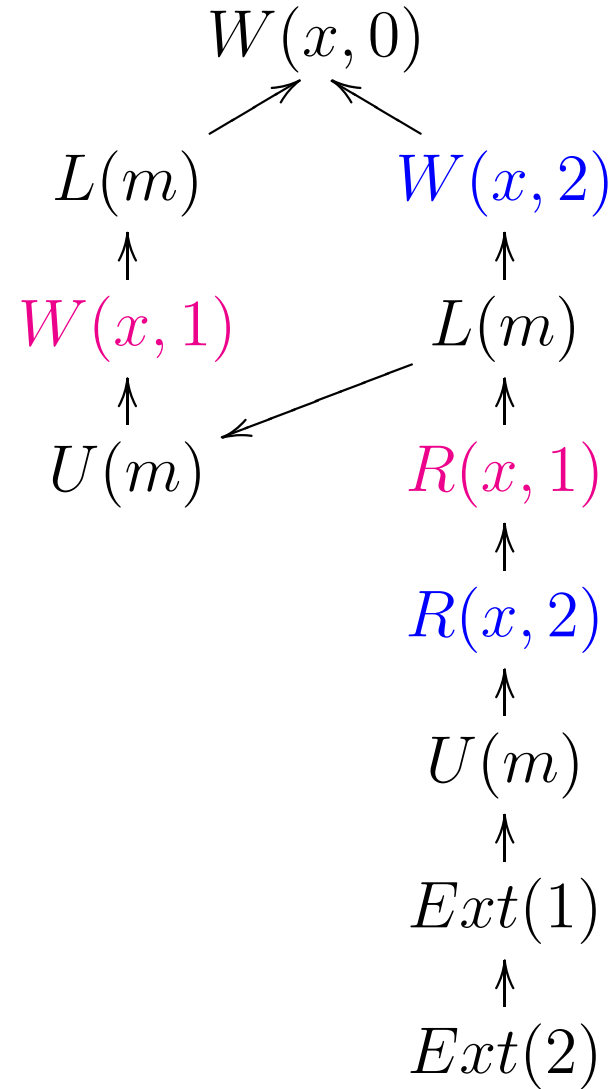 W(x, 0)
L(m)
W(x, 2)
W(x, 1)
L(m)
U(m)
R(x, 1)
R(x, 2)
U(m)
Ext(1)
Ext(2)